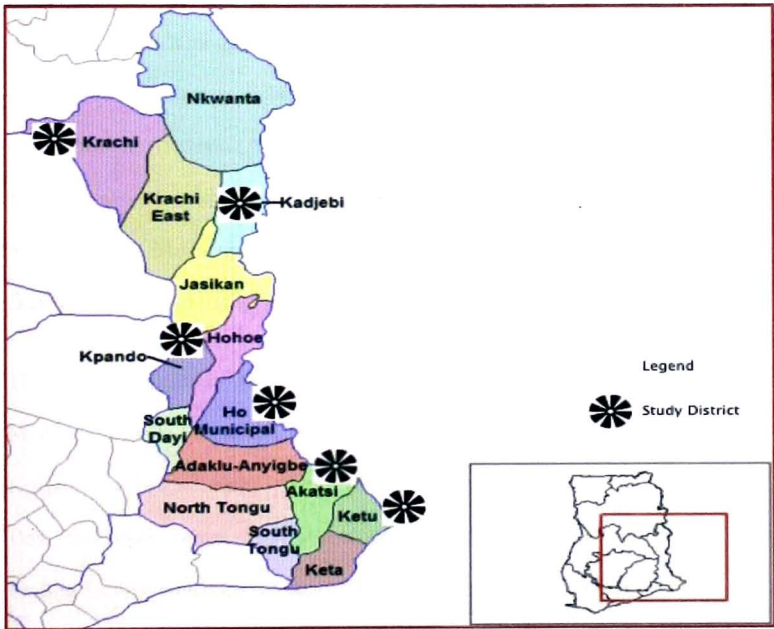 Nkwanta
Krachi
Krachi
East
Kadjebi
Jasikan
Hohoe
Kpando
South
Dayi
Ho
Municipal
Adaklu-Anyigbe
Akatsi
North Tongu
Ketu
South
Tongu
Keta
Legend
Study District